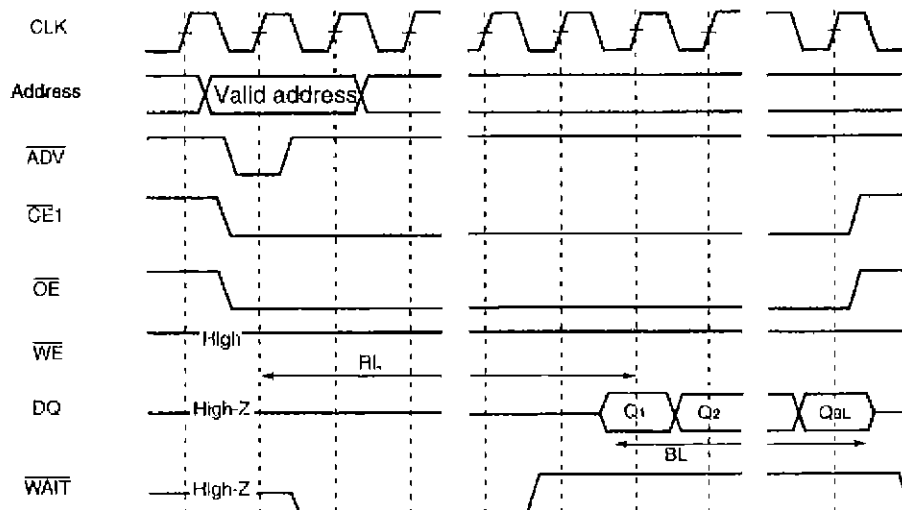 CLK
Address
Valid address
ADV
CE1
OE
WE
High
RL
DQ
High-Z
Q1
Q2
QBL
BL
WAIT
High-Z